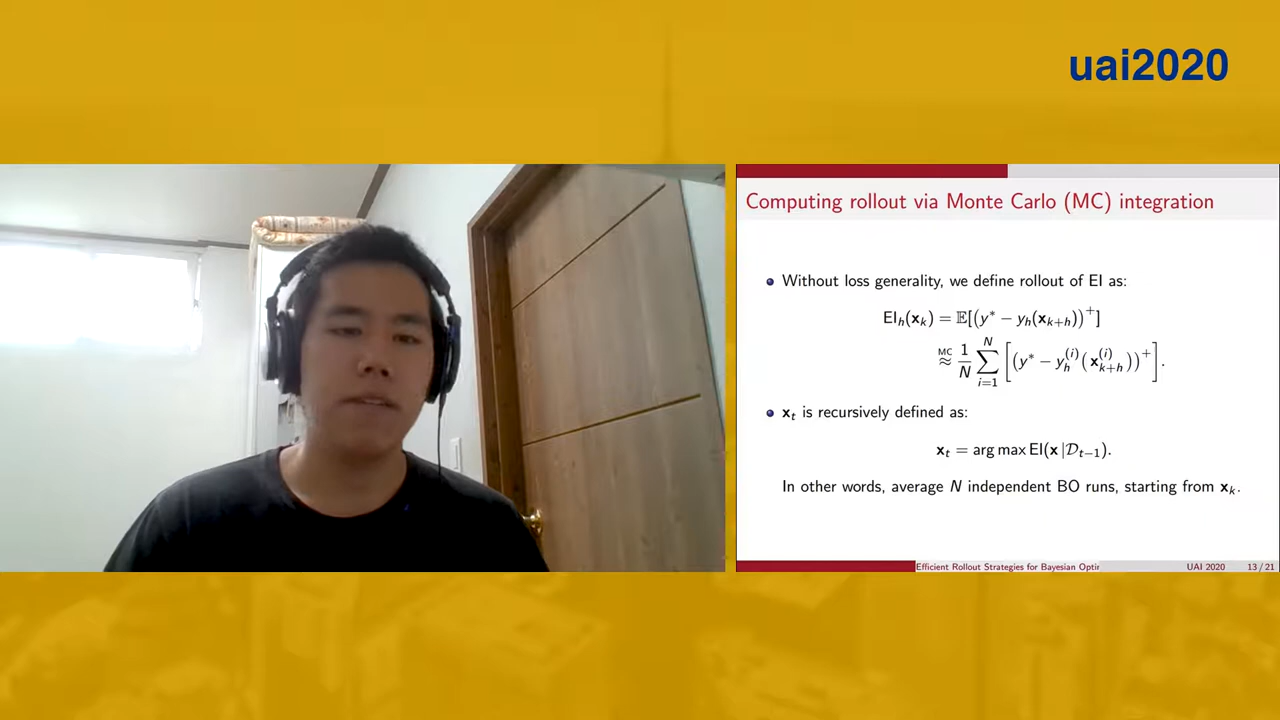 uai2020
Computing rollout via Monte Carlo (MC) integration
Without loss generality, we define rollout of EI as:
EI_h(x_k) = 𝔼[(y* − y_h(x_{k+h}))^+]
≈^{MC} 1/N ∑_{i=1}^{N} [(y* − y_h^{(i)}(x_{k+h}^{(i)}))^+].
x_t is recursively defined as:
x_t = arg max EI(x |𝒟_{t−1}).
In other words, average N independent BO runs, starting from x_k.
Efficient Rollout Strategies for Bayesian Optir
UAI 2020
13 / 21